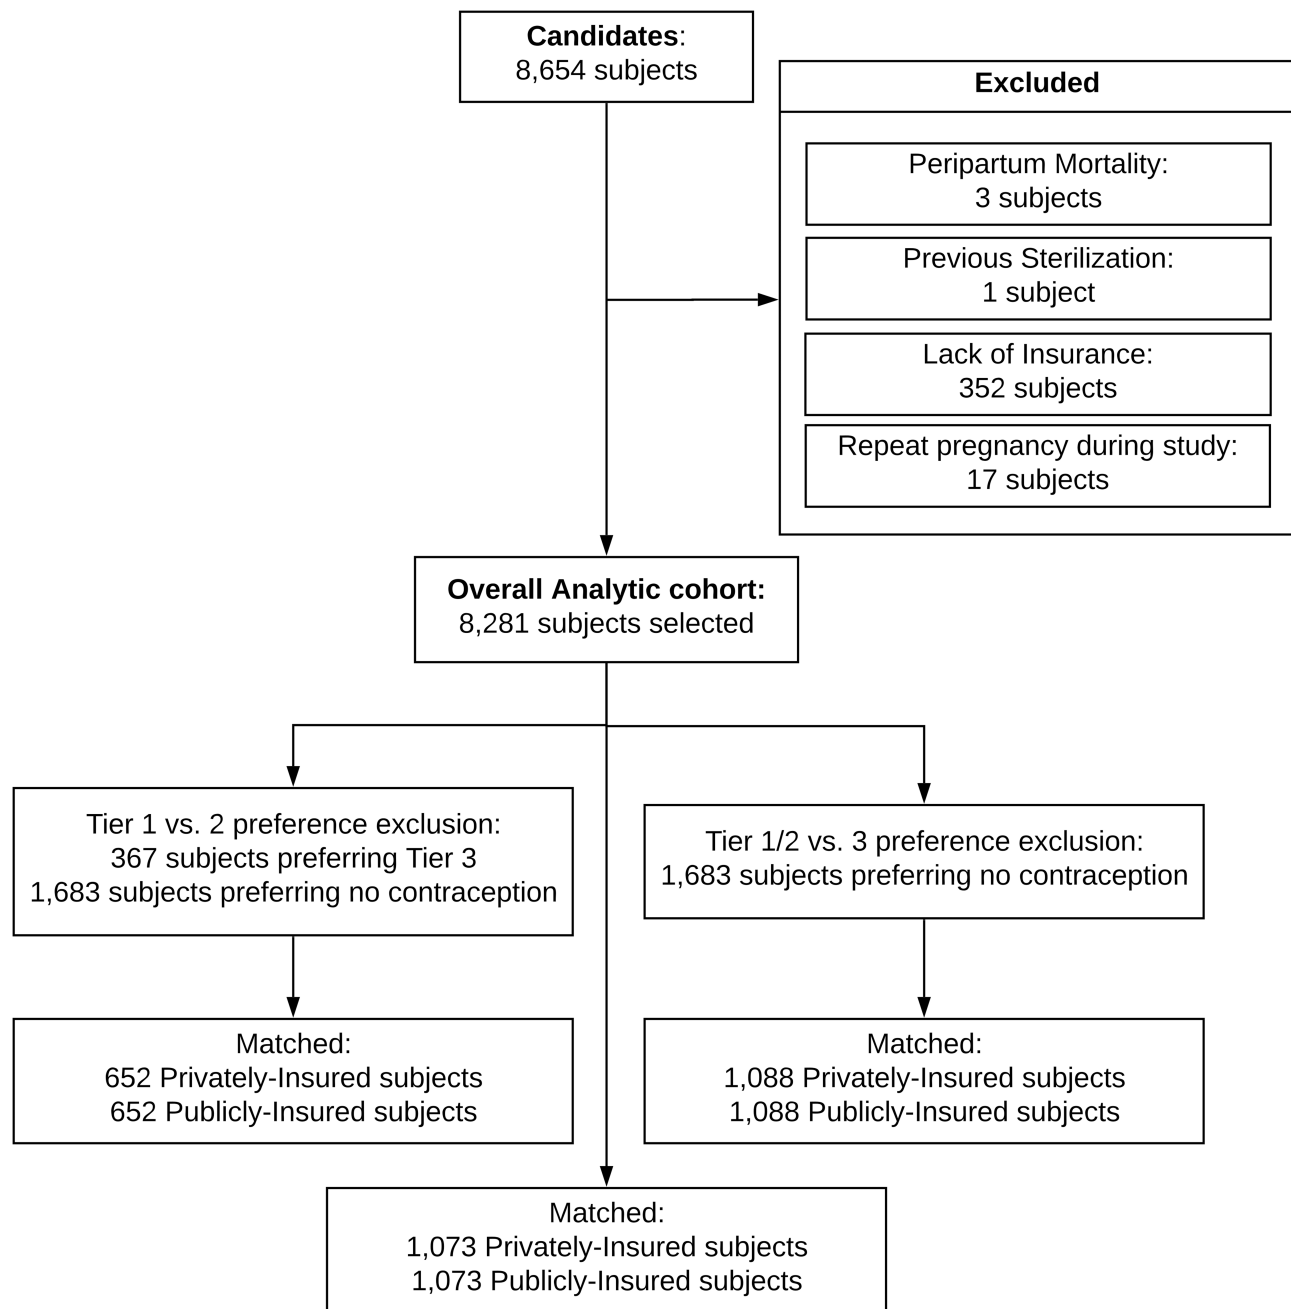 Candidates:
8,654 subjects
Excluded
Peripartum Mortality:
3 subjects
Previous Sterilization:
1 subject
Lack of Insurance:
352 subjects
Repeat pregnancy during study:
17 subjects
Overall Analytic cohort:
8,281 subjects selected
Tier 1 vs. 2 preference exclusion:
367 subjects preferring Tier 3
1,683 subjects preferring no contraception
Tier 1/2 vs. 3 preference exclusion:
1,683 subjects preferring no contraception
Matched:
652 Privately-Insured subjects
652 Publicly-Insured subjects
Matched:
1,088 Privately-Insured subjects
1,088 Publicly-Insured subjects
Matched:
1,073 Privately-Insured subjects
1,073 Publicly-Insured subjects